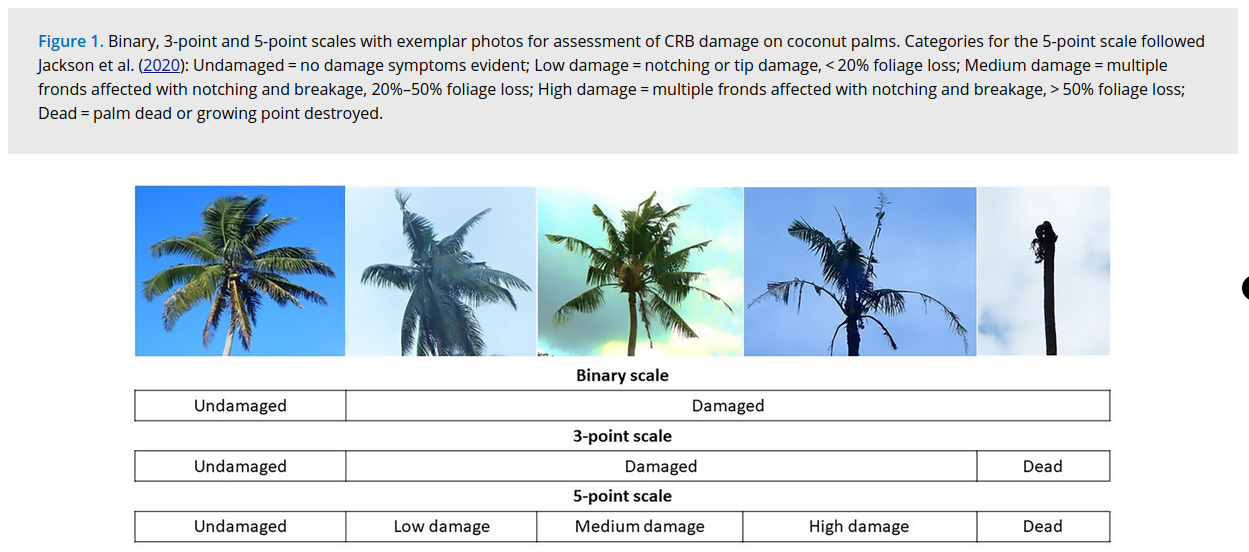 Figure 1. Binary, 3-point and 5-point scales with exemplar photos for assessment of CRB damage on coconut palms. Categories for the 5-point scale followed
Jackson et al. (2020): Undamaged = no damage symptoms evident; Low damage = notching or tip damage, < 20% foliage loss; Medium damage = multiple
fronds affected with notching and breakage, 20%–50% foliage loss; High damage = multiple fronds affected with notching and breakage, > 50% foliage loss;
Dead = palm dead or growing point destroyed.
Binary scale
Undamaged Damaged
3-point scale
Undamaged Damaged Dead
5-point scale
Undamaged Low damage Medium damage High damage Dead